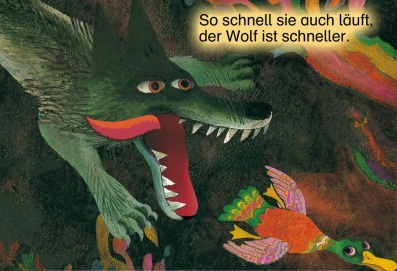 So schnell sie auch läuft,
der Wolf ist schneller.